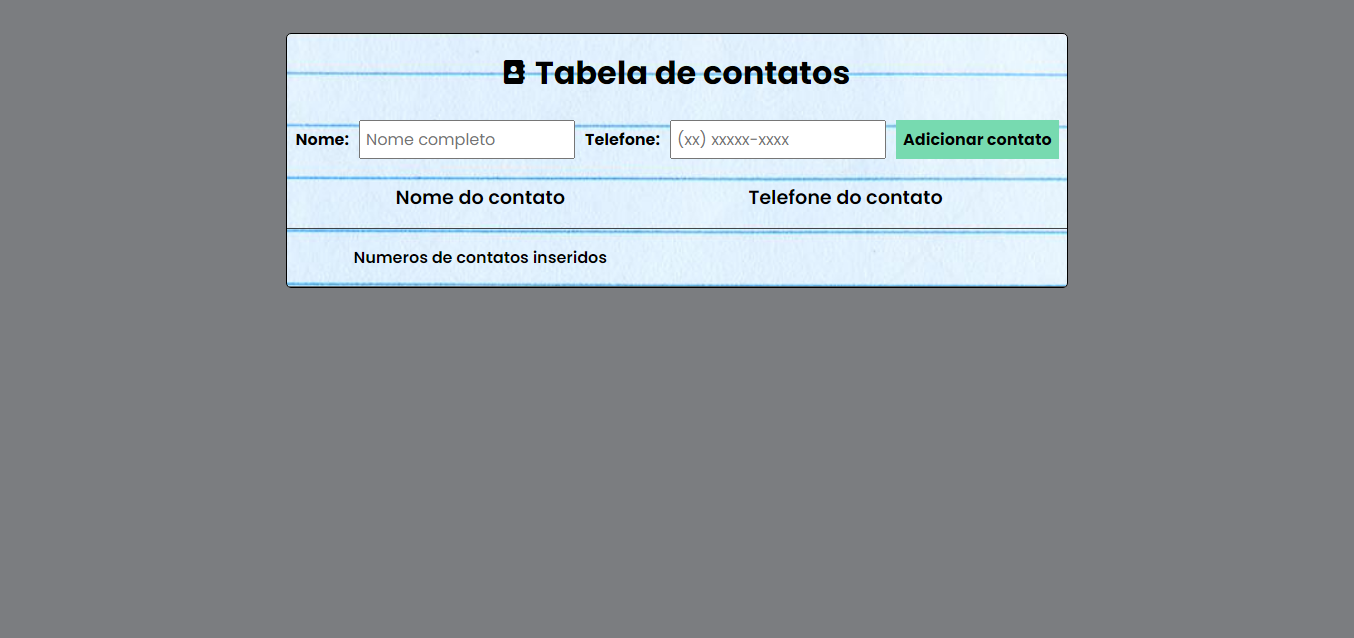 Tabela de contatos
Nome: Nome completo Telefone: (xx) xxxxx-xxxx Adicionar contato
Nome do contato Telefone do contato
Numeros de contatos inseridos